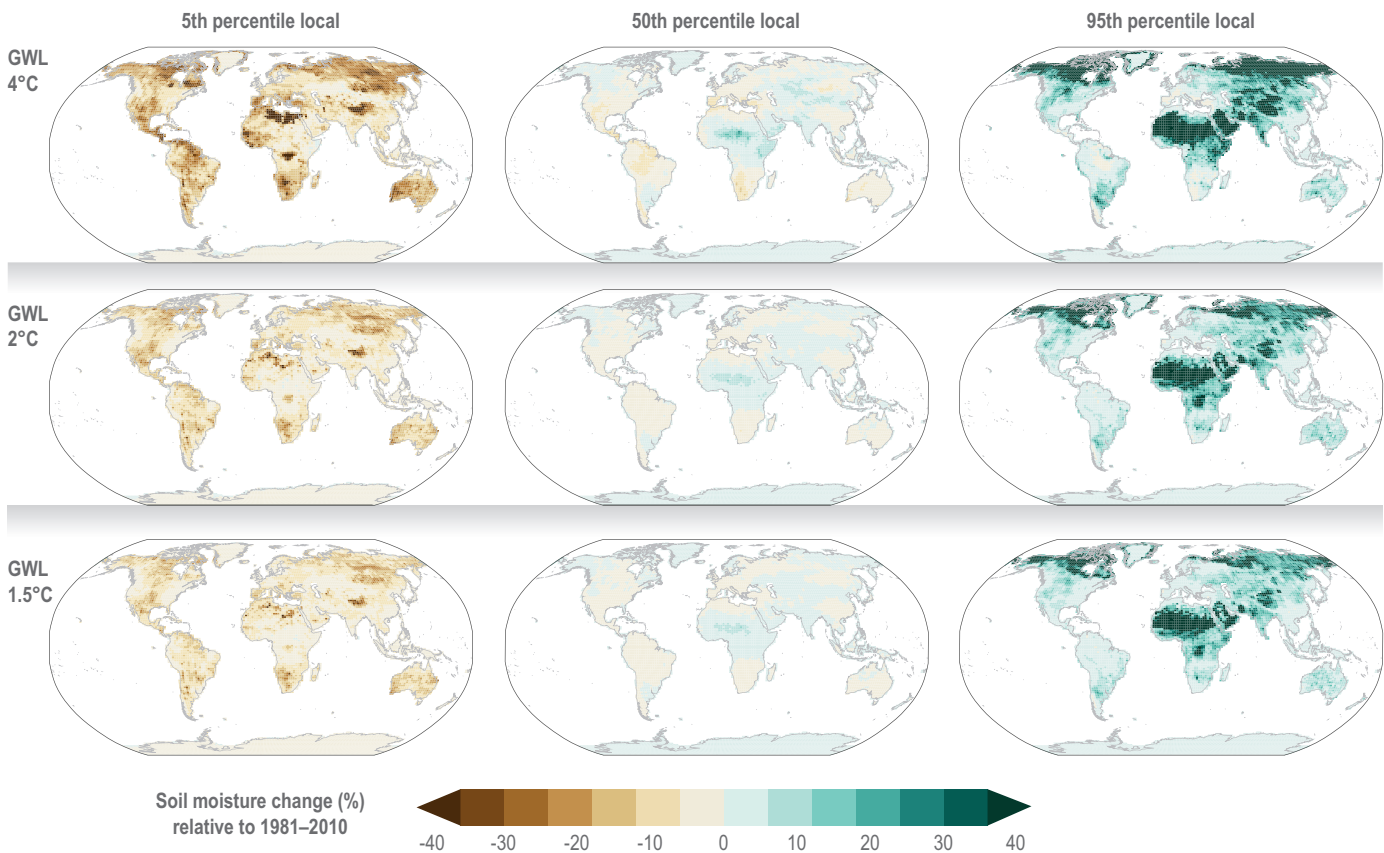 5th percentile local
50th percentile local
95th percentile local
GWL
4°C
GWL
2°C
GWL
1.5°C
Soil moisture change (%)
relative to 1981–2010
-40 -30 -20 -10 0 10 20 30 40